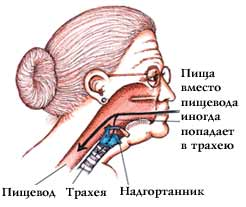 Пища
вместо
пищевода
иногда
попадает
в трахею
Пищевод Трахея Надгортанник